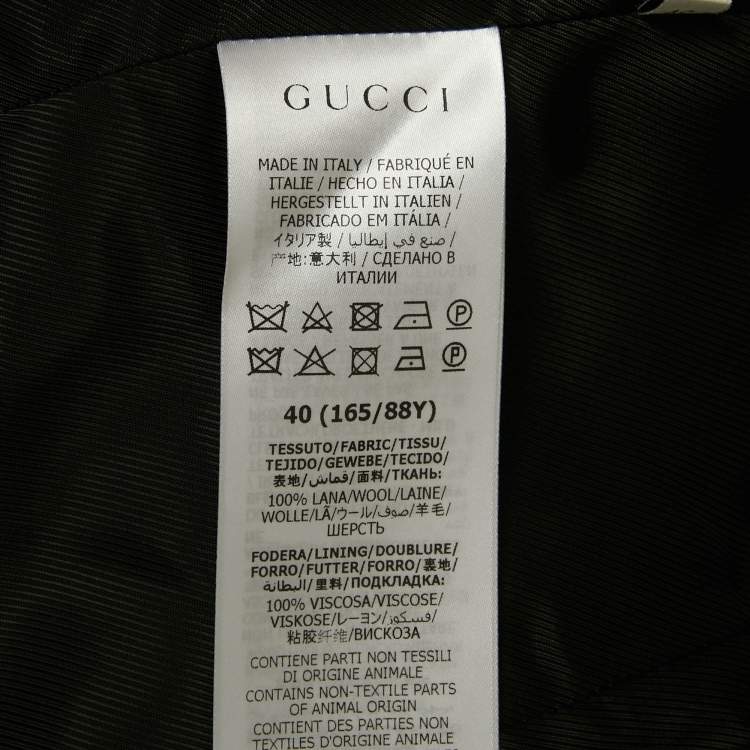 GUCCI
MADE IN ITALY / FABRIQUÉ EN
ITALIE / HECHO EN ITALIA /
HERGESTELLT IN ITALIEN /
FABRICADO EM ITÁLIA /
イタリア製 / صنع في إيطاليا /
产地:意大利 / СДЕЛАНО В
ИТАЛИИ
P
P
40 (165/88Y)
TESSUTO/FABRIC/TISSU/
TEJIDO/GEWEBE/TECIDO/
表地/قماش/面料/ТКАНЬ:
100% LANA/WOOL/LAINE/
WOLLE/LÃ/ウール/صوف/羊毛/
ШЕРСТЬ
FODERA/LINING/DOUBLURE/
FORRO/FUTTER/FORRO/裏地/
البطانة/里料/ПОДКЛАДКА:
100% VISCOSA/VISCOSE/
VISKOSE/レーヨン/فسكوز/
粘胶纤维/ВИСКОЗА
CONTIENE PARTI NON TESSILI
DI ORIGINE ANIMALE
CONTAINS NON-TEXTILE PARTS
OF ANIMAL ORIGIN
CONTIENT DES PARTIES NON
TEXTILES D'ORIGINE ANIMALE